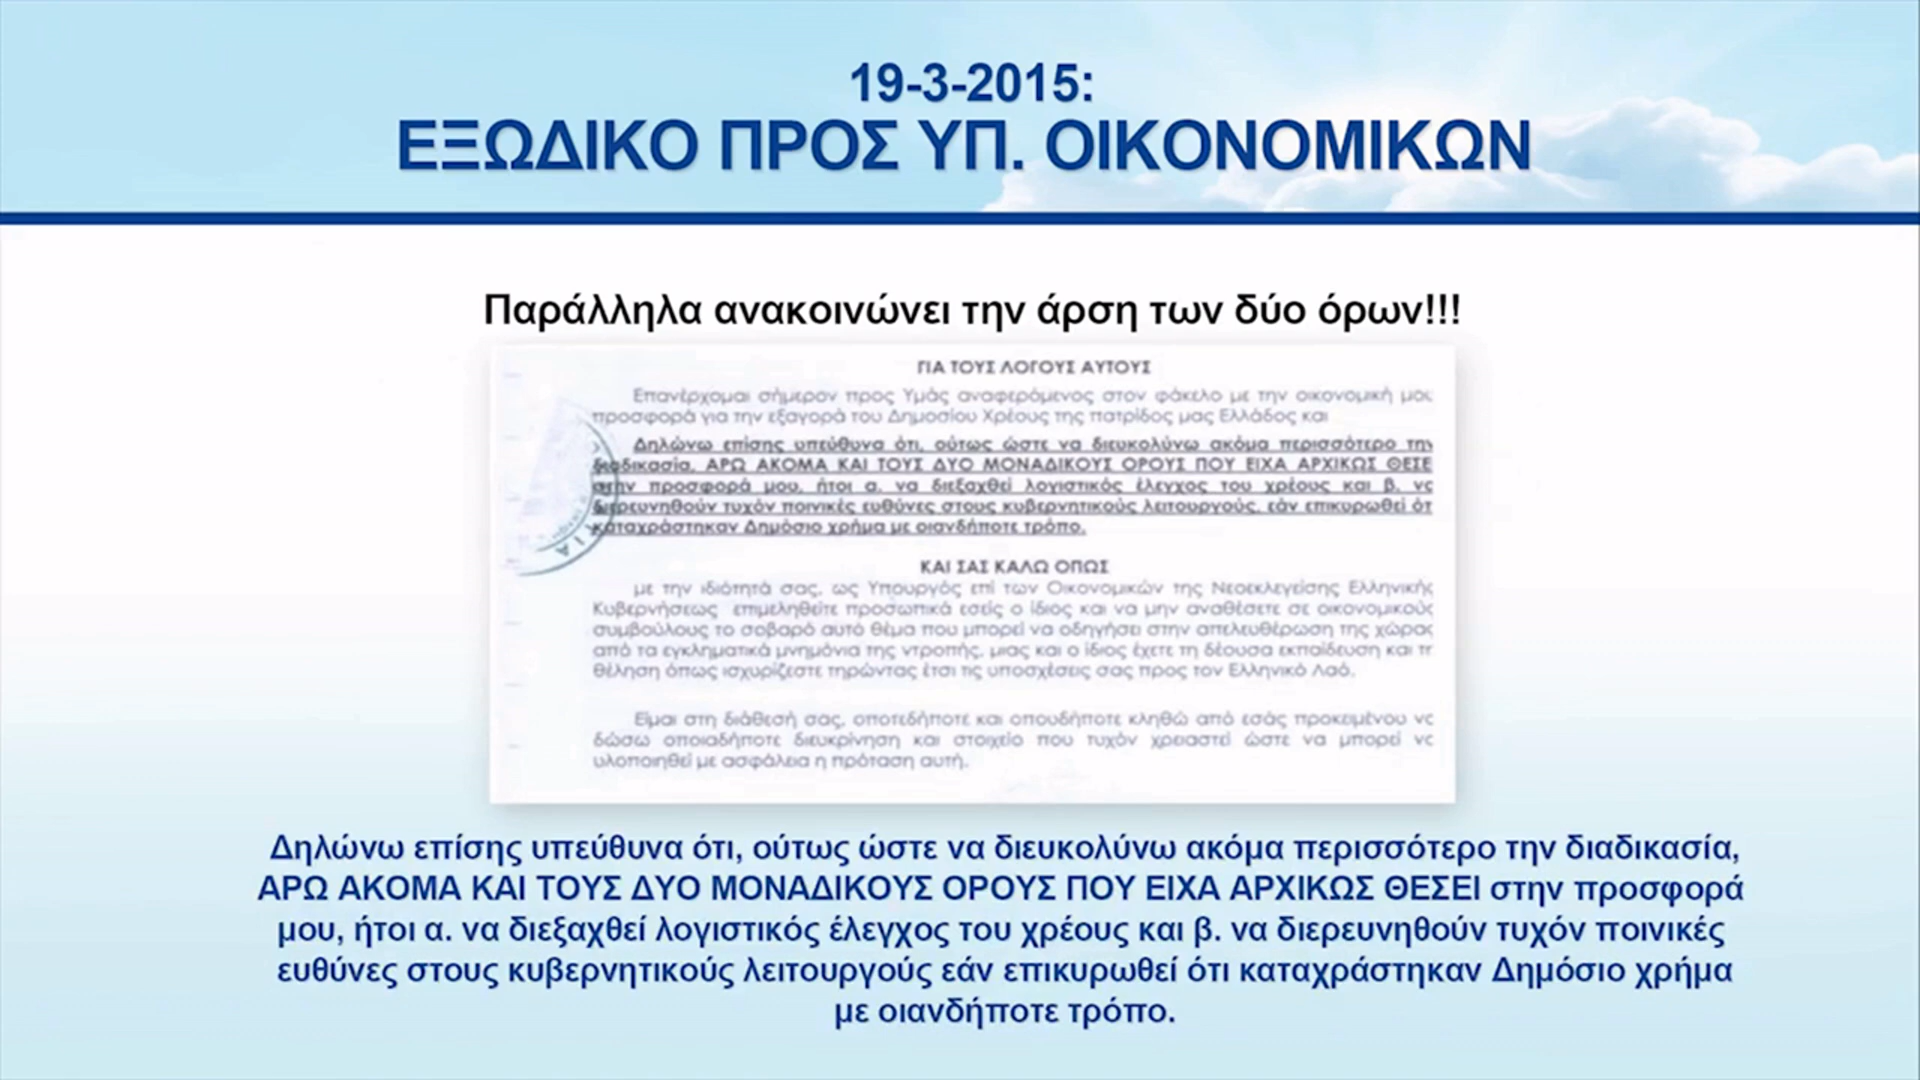 19-3-2015:
ΕΞΩΔΙΚΟ ΠΡΟΣ ΥΠ. ΟΙΚΟΝΟΜΙΚΩΝ
Παράλληλα ανακοινώνει την άρση των δύο όρων!!!
ΓΙΑ ΤΟΥΣ ΛΟΓΟΥΣ ΑΥΤΟΥΣ
Επανέρχομαι σήμερον προς Υμάς αναφερόμενος στον φάκελο με την οικονομική μου
προσφορά για την εξαγορά του Δημοσίου Χρέους της πατρίδος μας Ελλάδος και
Δηλώνω επίσης υπεύθυνα ότι, ούτως ώστε να διευκολύνω ακόμα περισσότερο την
διαδικασία, ΑΡΩ ΑΚΟΜΑ ΚΑΙ ΤΟΥΣ ΔΥΟ ΜΟΝΑΔΙΚΟΥΣ ΟΡΟΥΣ ΠΟΥ ΕΙΧΑ ΑΡΧΙΚΩΣ ΘΕΣΕ
στην προσφορά μου, ήτοι α. να διεξαχθεί λογιστικός έλεγχος του χρέους και β. να
διερευνηθούν τυχόν ποινικές ευθύνες στους κυβερνητικούς λειτουργούς, εάν επικυρωθεί ότ
καταχράστηκαν Δημόσιο χρήμα με οιανδήποτε τρόπο.
ΚΑΙ ΣΑΣ ΚΑΛΩ ΟΠΩΣ
με την ιδιότητά σας, ως Υπουργός επί των Οικονομικών της Νεοεκλεγείσης Ελληνικής
Κυβερνήσεως επιμεληθείτε προσωπικά εσείς ο ίδιος και να μην αναθέσετε σε οικονομικούς
συμβούλους το σοβαρό αυτό θέμα που μπορεί να οδηγήσει στην απελευθέρωση της χώρας
από τα εγκληματικά μνημόνια της ντροπής, μιας και ο ίδιος έχετε τη δέουσα εκπαίδευση και τη
θέληση όπως ισχυρίζεστε τηρώντας έτσι τις υποσχέσεις σας προς τον Ελληνικό Λαό.
Είμαι στη διάθεσή σας, οποτεδήποτε και οπουδήποτε κληθώ από εσάς προκειμένου να
δώσω οποιαδήποτε διευκρίνηση και στοιχείο που τυχόν χρειαστεί ώστε να μπορεί να
υλοποιηθεί με ασφάλεια η πρόταση αυτή.
Δηλώνω επίσης υπεύθυνα ότι, ούτως ώστε να διευκολύνω ακόμα περισσότερο την διαδικασία,
ΑΡΩ ΑΚΟΜΑ ΚΑΙ ΤΟΥΣ ΔΥΟ ΜΟΝΑΔΙΚΟΥΣ ΟΡΟΥΣ ΠΟΥ ΕΙΧΑ ΑΡΧΙΚΩΣ ΘΕΣΕΙ στην προσφορά
μου, ήτοι α. να διεξαχθεί λογιστικός έλεγχος του χρέους και β. να διερευνηθούν τυχόν ποινικές
ευθύνες στους κυβερνητικούς λειτουργούς εάν επικυρωθεί ότι καταχράστηκαν Δημόσιο χρήμα
με οιανδήποτε τρόπο.